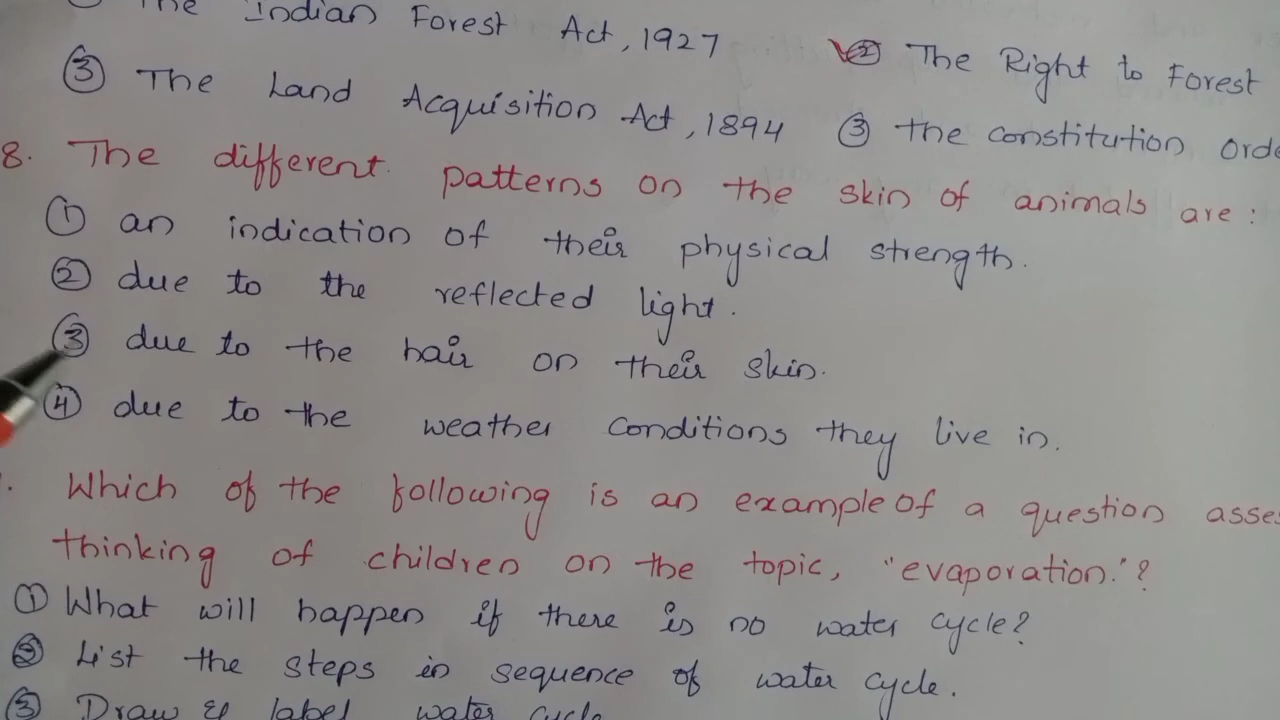 The Indian Forest Act, 1927 ② The Right to Forest
③ The Land Acquisition Act, 1894 ③ the constitution Orde
8. The different patterns on the skin of animals are :
① an indication of their physical strength.
② due to the reflected light.
③ due to the hair on their skin.
④ due to the weather conditions they live in.
Which of the following is an example of a question asse
thinking of children on the topic, "evaporation."?
① What will happen if there is no water cycle?
② List the steps in sequence of water cycle.
③ Draw & label water cycle